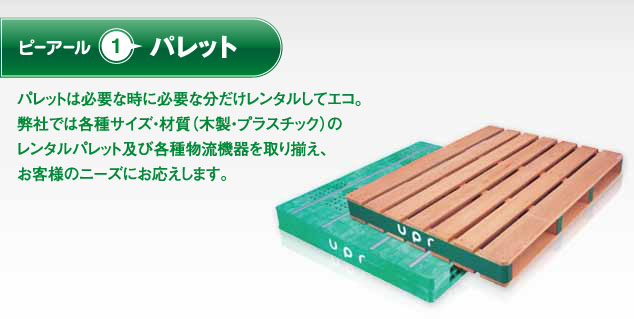 ピーアール 1 パレット
パレットは必要な時に必要な分だけレンタルしてエコ。
弊社では各種サイズ・材質(木製・プラスチック)の
レンタルパレット及び各種物流機器を取り揃え、
お客様のニーズにお応えします。
upr
upr